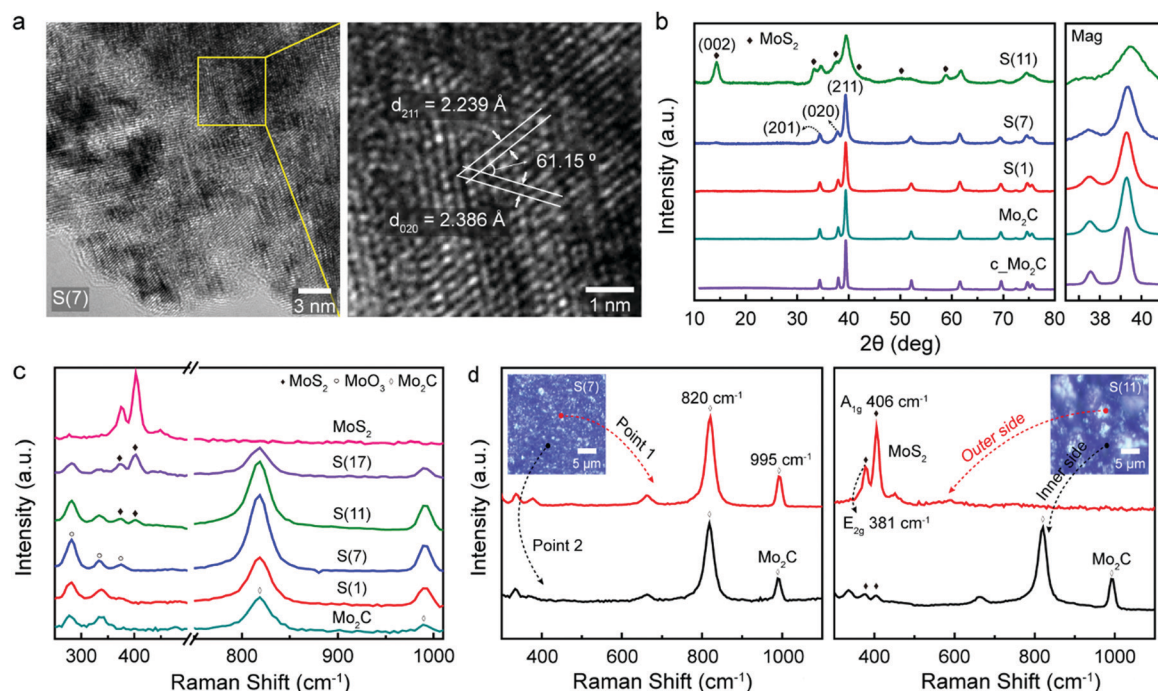 a
S(7)
3 nm
d211 = 2.239 Å
61.15 º
d020 = 2.386 Å
1 nm
b
Intensity (a.u.)
♦ MoS2
(002)
S(11)
(211)
(020)
(201)
S(7)
S(1)
Mo2C
c_Mo2C
10 20 30 40 50 60 70 80
2θ (deg)
Mag
38 40
c
Intensity (a.u.)
♦ MoS2 ○ MoO3 ◊ Mo2C
MoS2
S(17)
S(11)
S(7)
S(1)
Mo2C
300 400 800 900 1000
Raman Shift (cm-1)
d
Intensity (a.u.)
S(7)
5 µm
Point 1
Point 2
820 cm-1
995 cm-1
Mo2C
400 600 800 1000
Raman Shift (cm-1)
A1g 406 cm-1
MoS2
E2g 381 cm-1
Outer side
Inner side
S(11)
5 µm
Mo2C
400 600 800 1000
Raman Shift (cm-1)